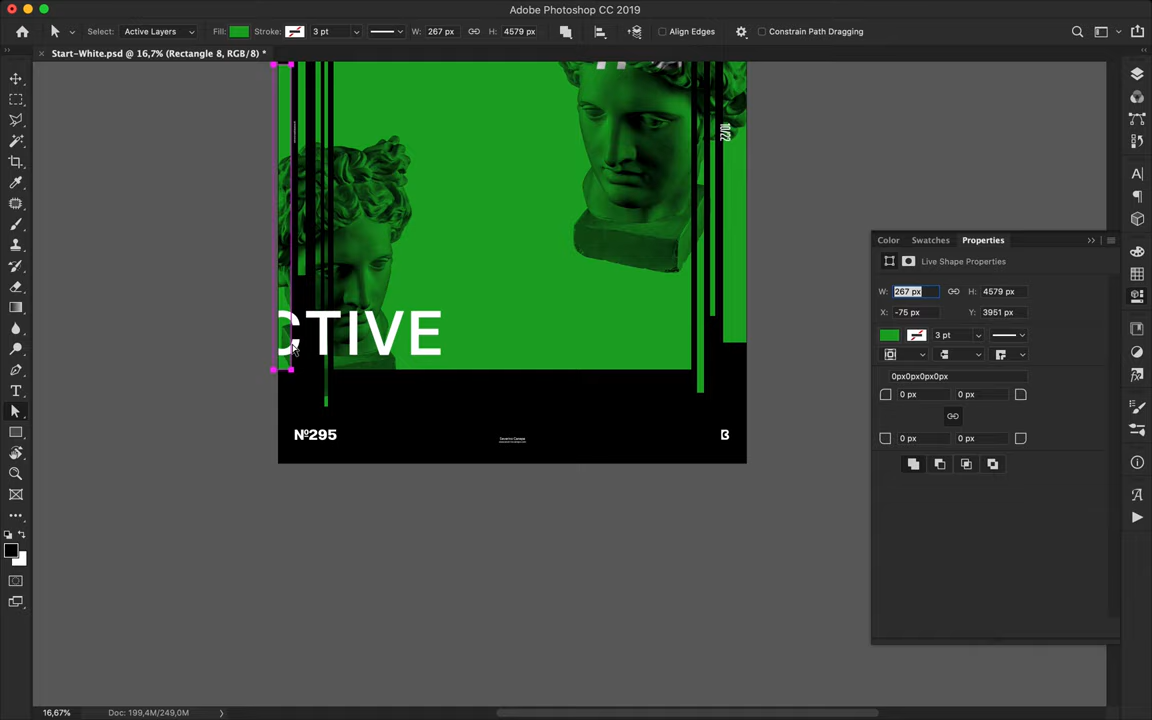 Adobe Photoshop CC 2019
Select: Active Layers Fill: Stroke: 3 pt W: 267 px H: 4579 px Align Edges Constrain Path Dragging
Start-White.psd @ 16,7% (Rectangle 8, RGB/8) *
10/22
Color Swatches Properties
Live Shape Properties
W: 267 px H: 4579 px
X: -75 px Y: 3951 px
3 pt
0px0px0px0px
0 px 0 px
0 px 0 px
CTIVE
Nº295
B
16,67% Doc: 199,4M/249,0M